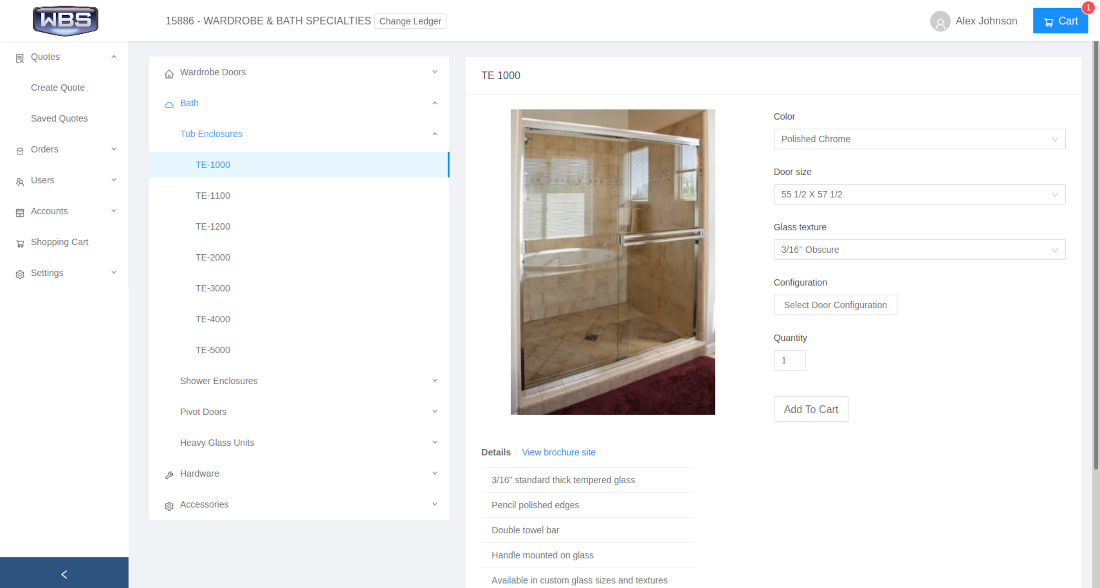 WBS
15886 - WARDROBE & BATH SPECIALTIES
Change Ledger
Alex Johnson
Cart
1
Quotes
Create Quote
Saved Quotes
Orders
Users
Accounts
Shopping Cart
Settings
Wardrobe Doors
Bath
Tub Enclosures
TE-1000
TE-1100
TE-1200
TE-2000
TE-3000
TE-4000
TE-5000
Shower Enclosures
Pivot Doors
Heavy Glass Units
Hardware
Accessories
TE 1000
Color
Polished Chrome
Door size
55 1/2 X 57 1/2
Glass texture
3/16" Obscure
Configuration
Select Door Configuration
Quantity
1
Add To Cart
Details View brochure site
3/16" standard thick tempered glass
Pencil polished edges
Double towel bar
Handle mounted on glass
Available in custom glass sizes and textures